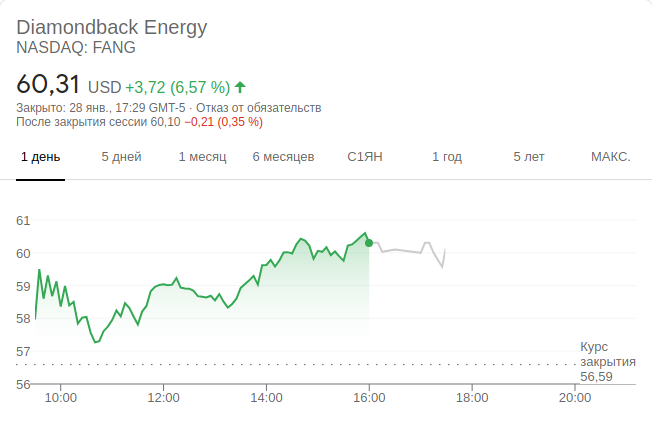 Diamondback Energy
NASDAQ: FANG
60,31 USD +3,72 (6,57 %)
Закрыто: 28 янв., 17:29 GMT-5 · Отказ от обязательств
После закрытия сессии 60,10 −0,21 (0,35 %)
1 день 5 дней 1 месяц 6 месяцев С1ЯН 1 год 5 лет МАКС.
61
60
59
58
57
56
Курс
закрытия
56,59
10:00 12:00 14:00 16:00 18:00 20:00